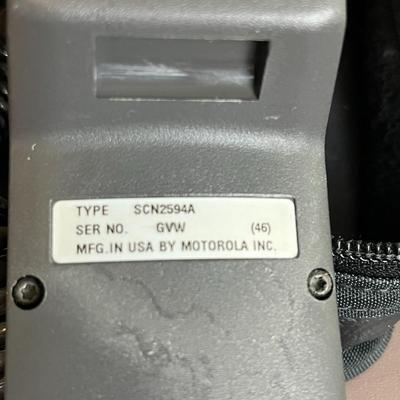 TYPE SCN2594A
SER NO. GVW (46)
MFG.IN USA BY MOTOROLA INC.